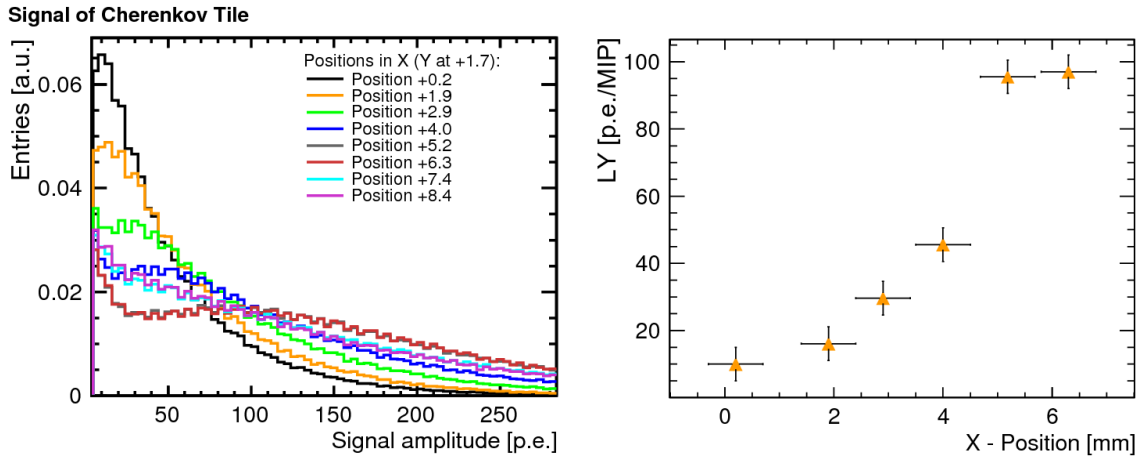 Signal of Cherenkov Tile
Entries [a.u.]
0.06
0.04
0.02
0
50
100
150
200
250
Signal amplitude [p.e.]
Positions in X (Y at +1.7):
Position +0.2
Position +1.9
Position +2.9
Position +4.0
Position +5.2
Position +6.3
Position +7.4
Position +8.4
LY [p.e./MIP]
100
80
60
40
20
0
2
4
6
X - Position [mm]